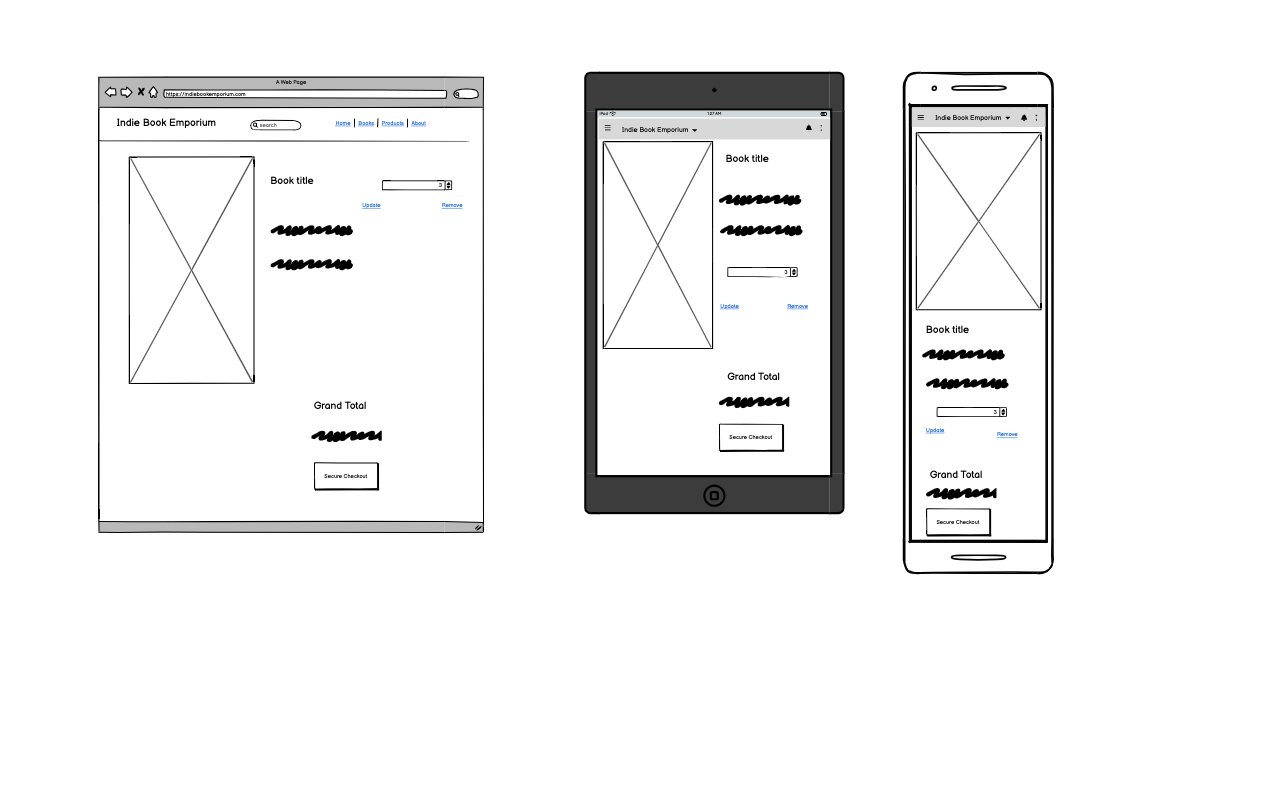 A Web Page
https://indiebookemporium.com
Indie Book Emporium
search
Home Books Products About
Book title
3
Update Remove
Grand Total
Secure Checkout
iPad 1:27 AM
Indie Book Emporium
Book title
3
Update Remove
Grand Total
Secure Checkout
Indie Book Emporium
Book title
3
Update
Remove
Grand Total
Secure Checkout